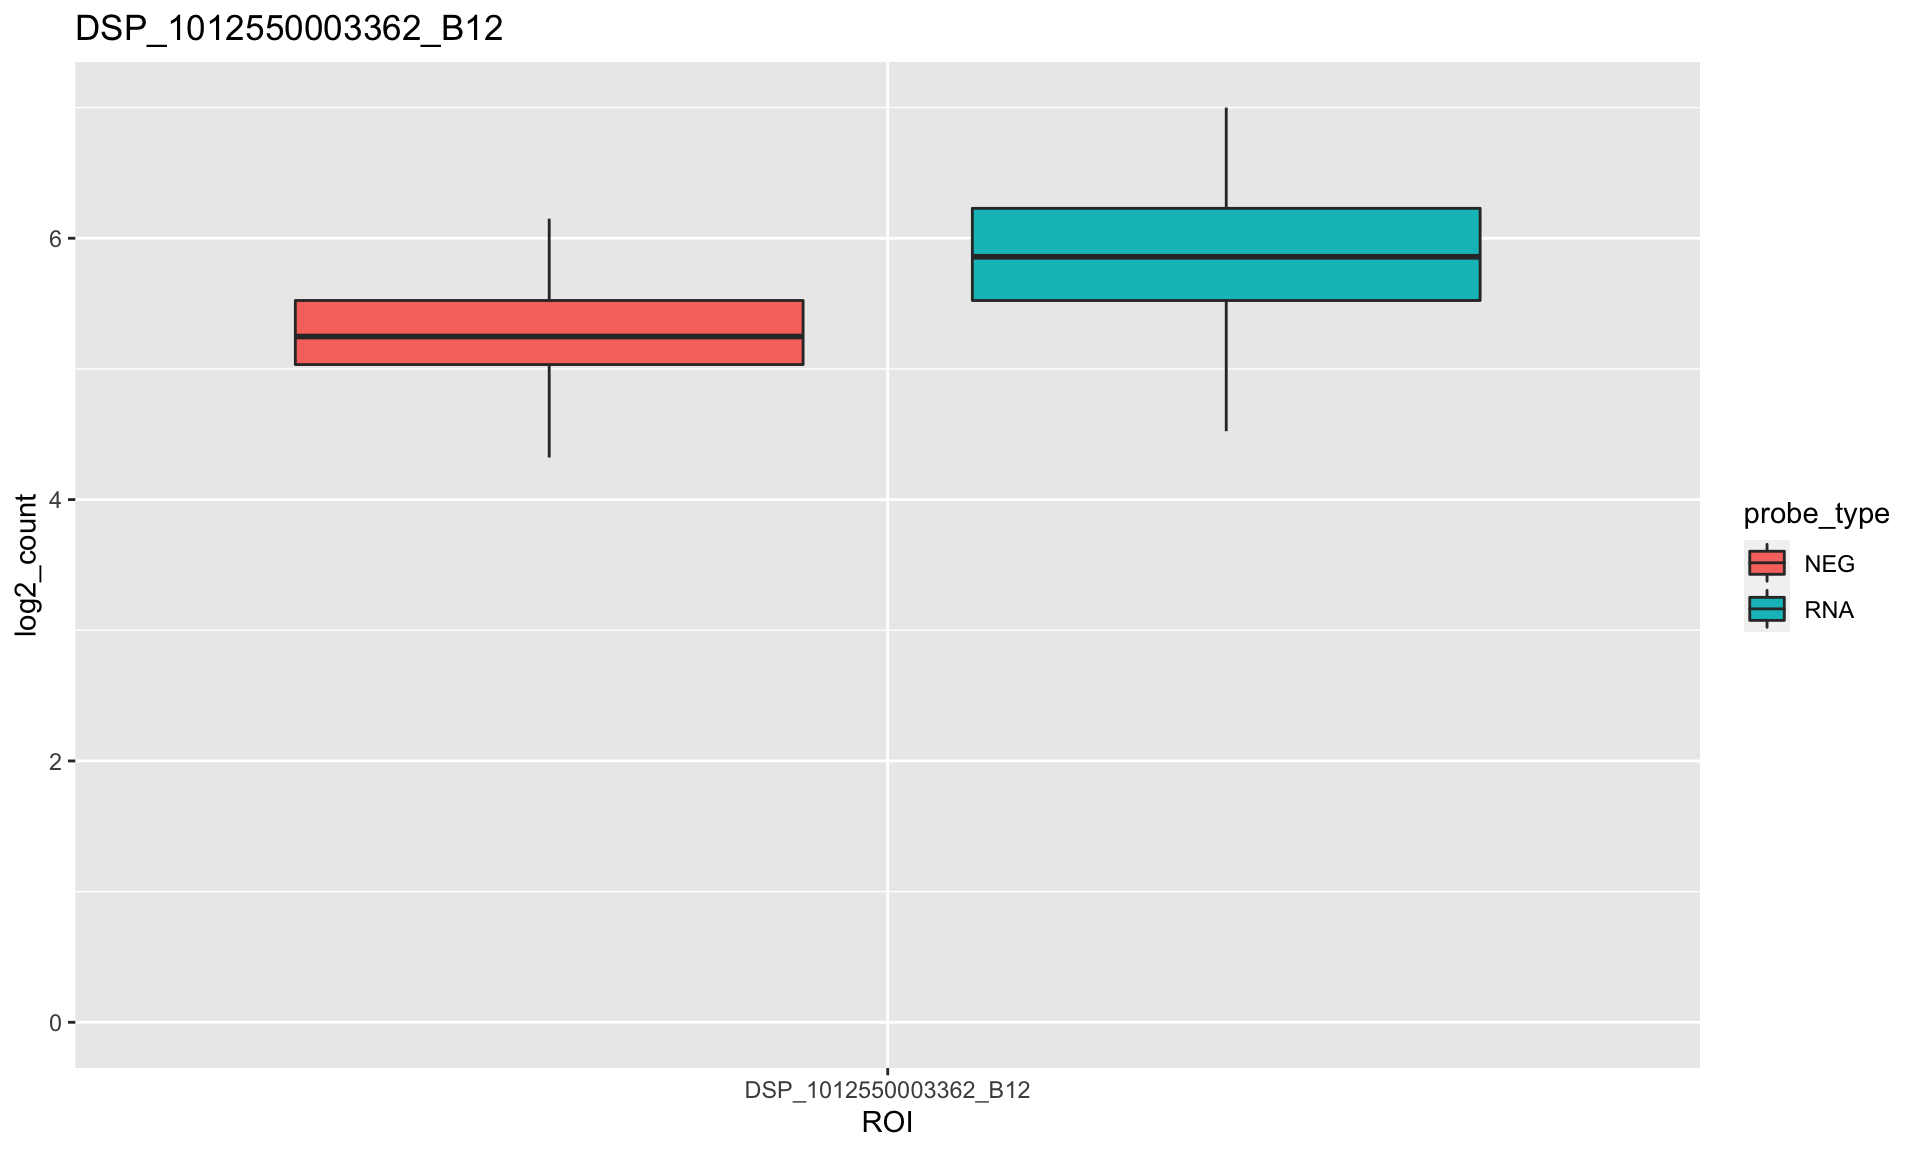 DSP_1012550003362_B12
log2_count
6
4
2
0
DSP_1012550003362_B12
ROI
probe_type
NEG
RNA